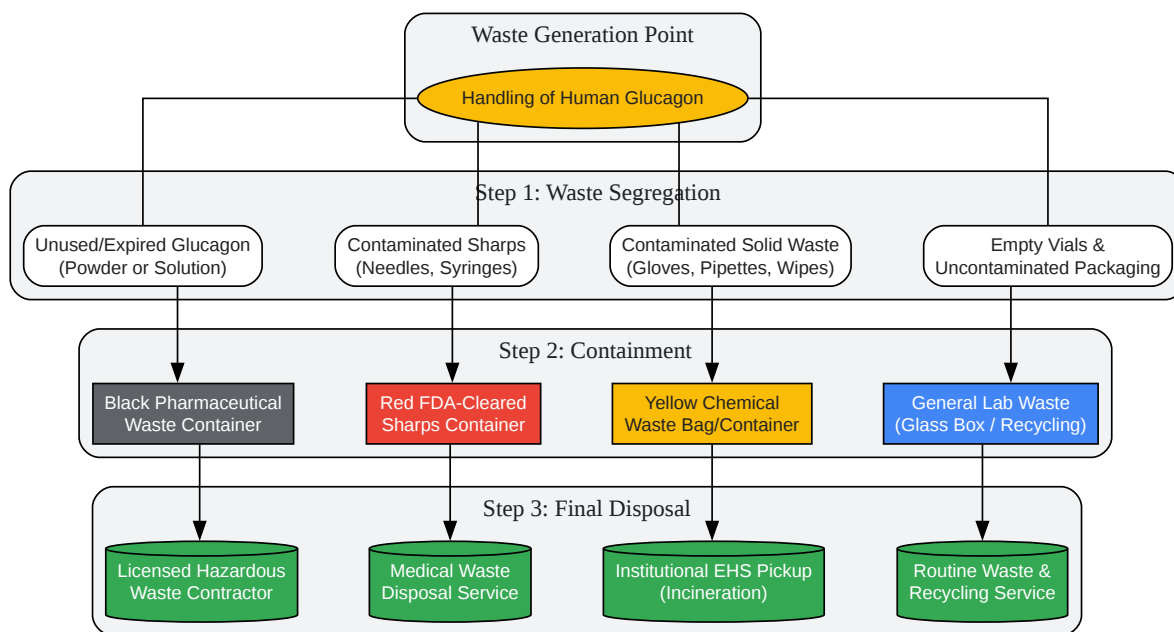 Waste Generation Point
Handling of Human Glucagon
Step 1: Waste Segregation
Unused/Expired Glucagon
(Powder or Solution)
Contaminated Sharps
(Needles, Syringes)
Contaminated Solid Waste
(Gloves, Pipettes, Wipes)
Empty Vials &
Uncontaminated Packaging
Step 2: Containment
Black Pharmaceutical
Waste Container
Red FDA-Cleared
Sharps Container
Yellow Chemical
Waste Bag/Container
General Lab Waste
(Glass Box / Recycling)
Step 3: Final Disposal
Licensed Hazardous
Waste Contractor
Medical Waste
Disposal Service
Institutional EHS Pickup
(Incineration)
Routine Waste &
Recycling Service